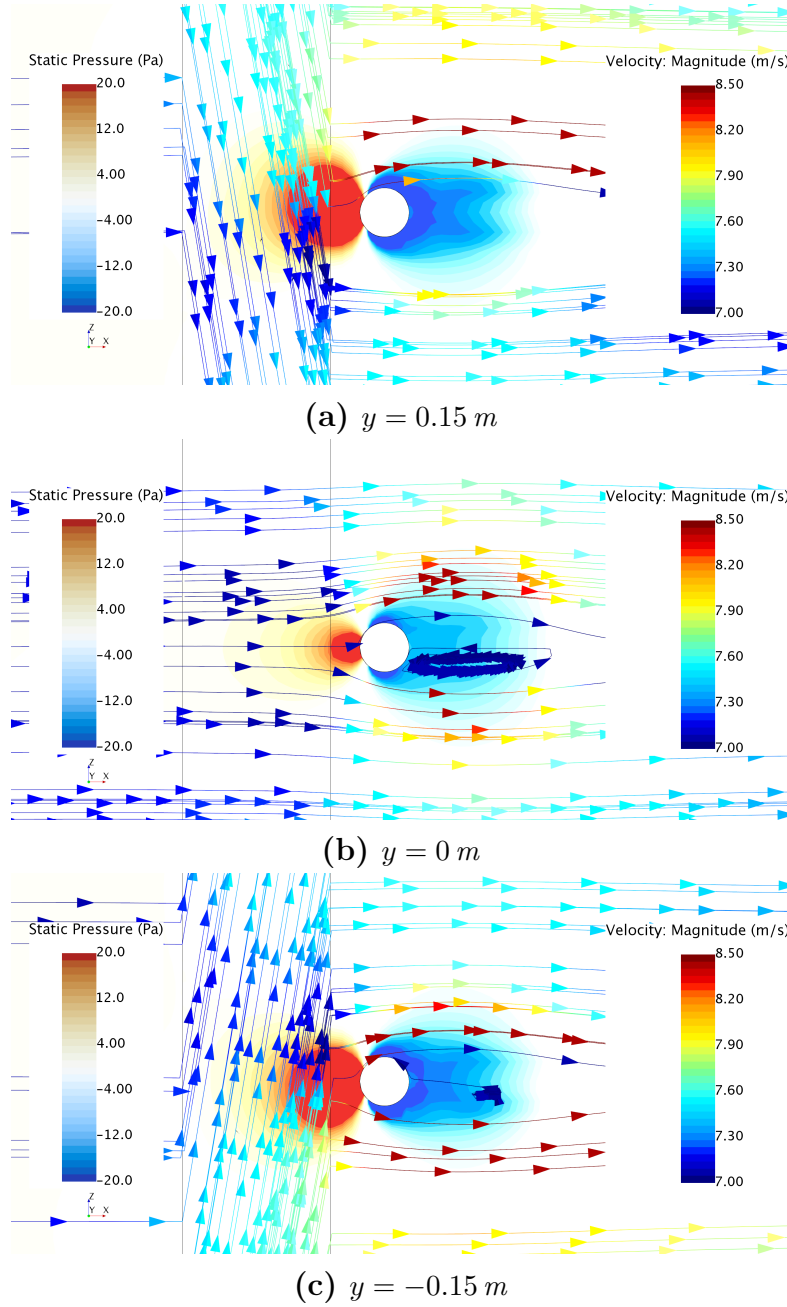 Static Pressure (Pa)
20.0
12.0
4.00
-4.00
-12.0
-20.0
Z
Y X
Velocity: Magnitude (m/s)
8.50
8.20
7.90
7.60
7.30
7.00
(a) y = 0.15 m
Static Pressure (Pa)
20.0
12.0
4.00
-4.00
-12.0
-20.0
Z
Y X
Velocity: Magnitude (m/s)
8.50
8.20
7.90
7.60
7.30
7.00
(b) y = 0 m
Static Pressure (Pa)
20.0
12.0
4.00
-4.00
-12.0
-20.0
Z
Y X
Velocity: Magnitude (m/s)
8.50
8.20
7.90
7.60
7.30
7.00
(c) y = −0.15 m